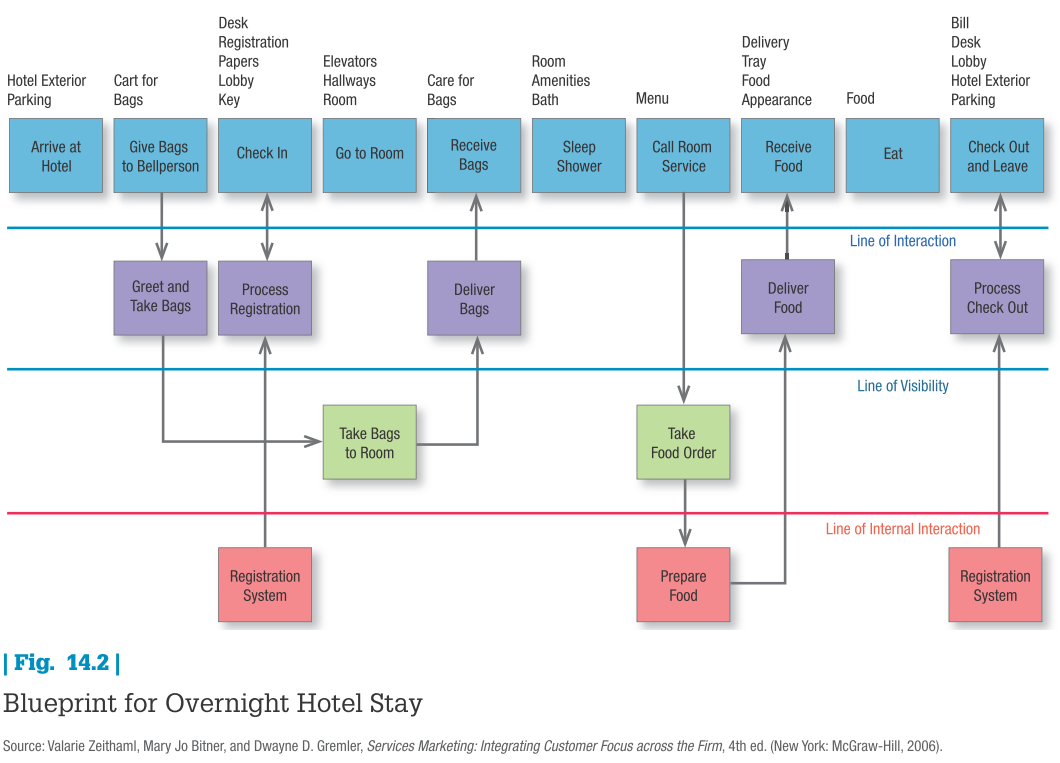 Hotel Exterior
Parking
Cart for
Bags
Desk
Registration
Papers
Lobby
Key
Elevators
Hallways
Room
Care for
Bags
Room
Amenities
Bath
Menu
Delivery
Tray
Food
Appearance
Food
Bill
Desk
Lobby
Hotel Exterior
Parking
Arrive at
Hotel
Give Bags
to Bellperson
Check In
Go to Room
Receive
Bags
Sleep
Shower
Call Room
Service
Receive
Food
Eat
Check Out
and Leave
Line of Interaction
Greet and
Take Bags
Process
Registration
Deliver
Bags
Deliver
Food
Process
Check Out
Line of Visibility
Take Bags
to Room
Take
Food Order
Line of Internal Interaction
Registration
System
Prepare
Food
Registration
System
| Fig. 14.2 |
Blueprint for Overnight Hotel Stay
Source: Valarie Zeithaml, Mary Jo Bitner, and Dwayne D. Gremler, Services Marketing: Integrating Customer Focus across the Firm, 4th ed. (New York: McGraw-Hill, 2006).